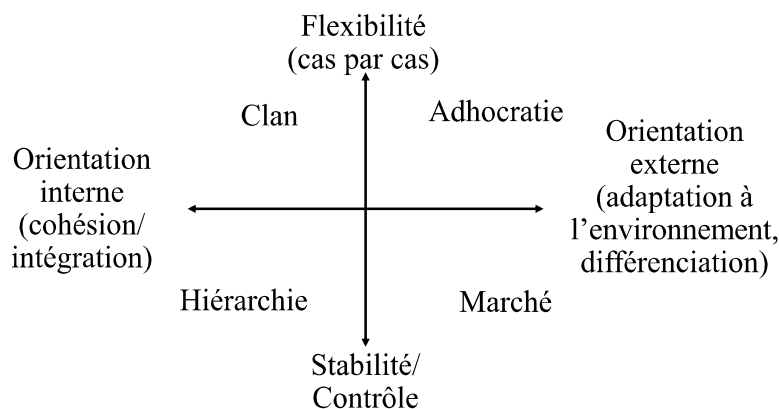 Flexibilité
(cas par cas)
Clan
Adhocratie
Orientation
interne
(cohésion/
intégration)
Orientation
externe
(adaptation à
l’environnement,
différenciation)
Hiérarchie
Marché
Stabilité/
Contrôle